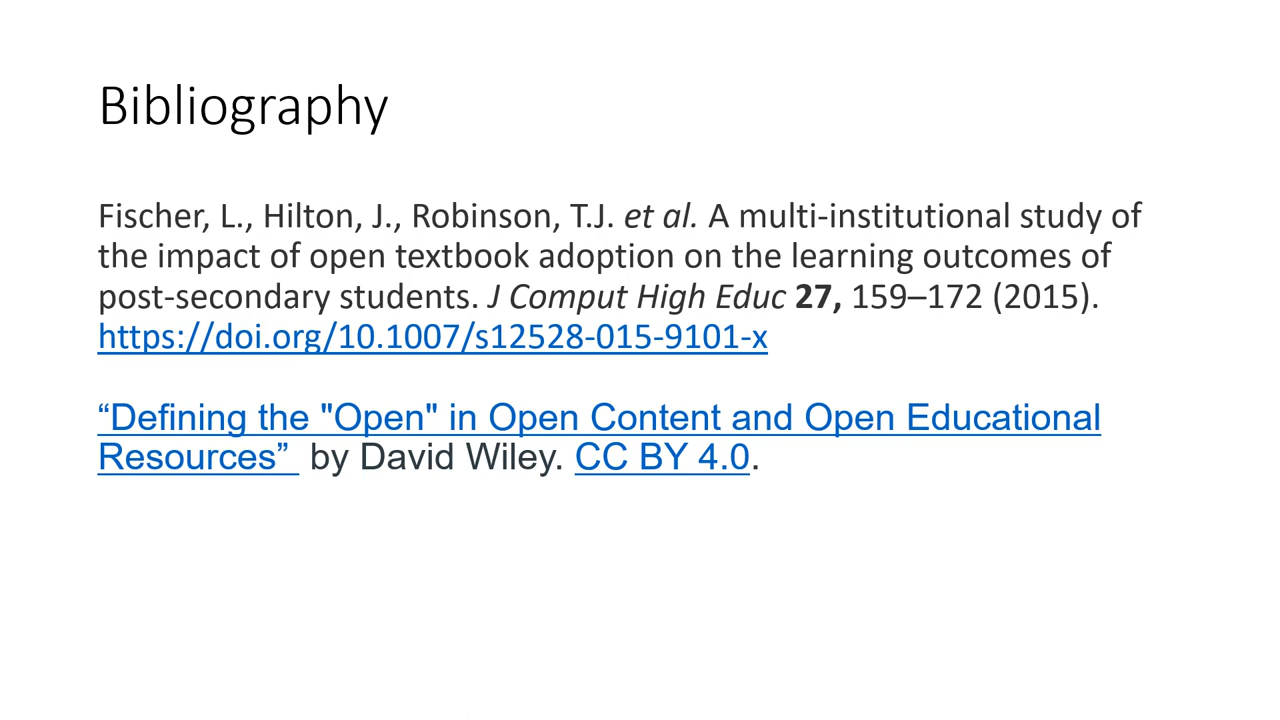 Bibliography
Fischer, L., Hilton, J., Robinson, T.J. et al. A multi-institutional study of
the impact of open textbook adoption on the learning outcomes of
post-secondary students. J Comput High Educ 27, 159–172 (2015).
https://doi.org/10.1007/s12528-015-9101-x
“Defining the "Open" in Open Content and Open Educational
Resources”  by David Wiley. CC BY 4.0.